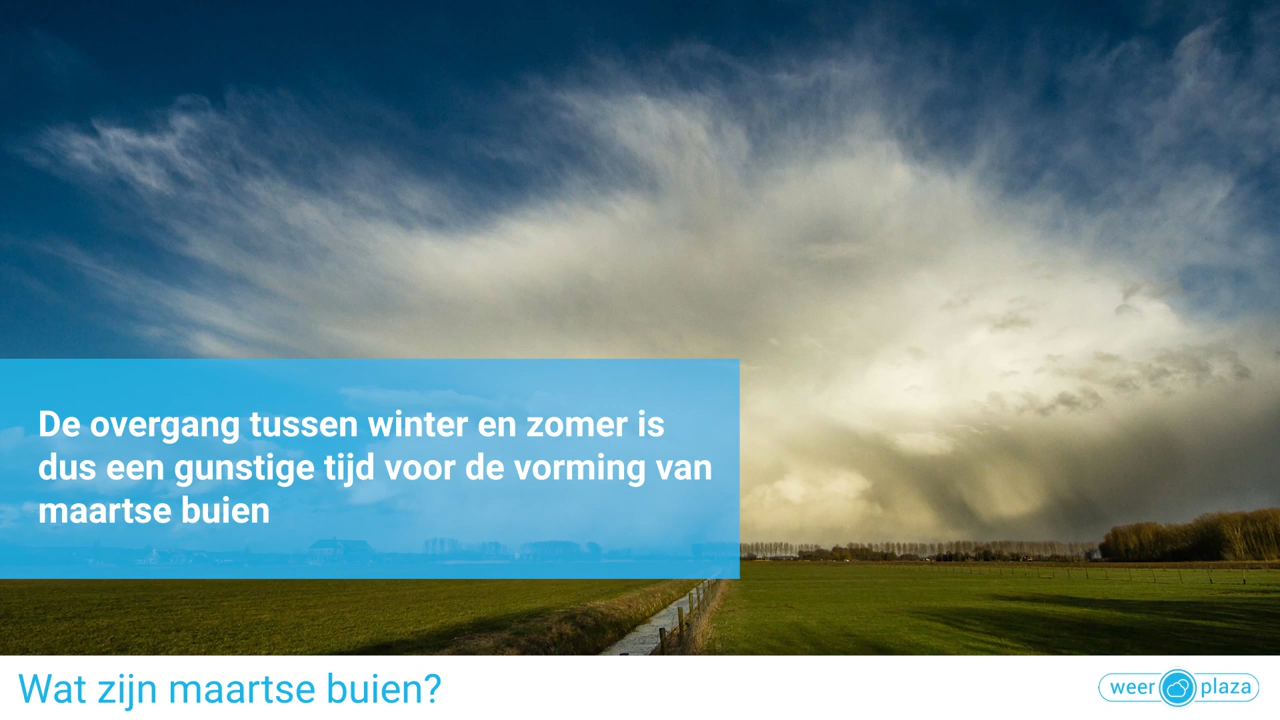 De overgang tussen winter en zomer is
dus een gunstige tijd voor de vorming van
maartse buien
Wat zijn maartse buien?
weer plaza